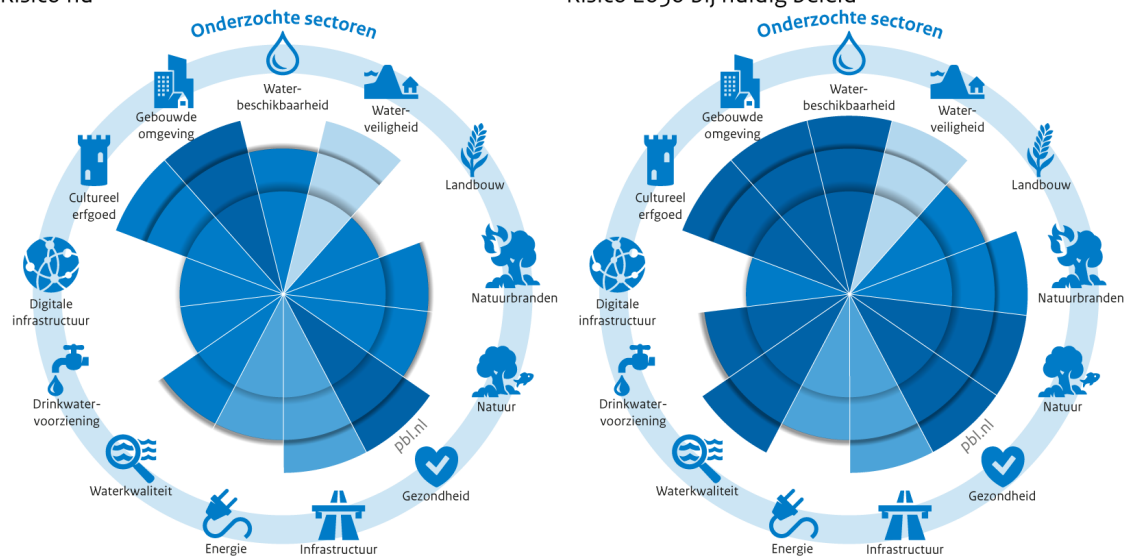 Onderzochte sectoren
Water-
beschikbaarheid
Water-
veiligheid
Landbouw
Natuurbranden
Natuur
Gezondheid
Infrastructuur
Energie
Waterkwaliteit
Drinkwater-
voorziening
Digitale
infrastructuur
Cultureel
erfgoed
Gebouwde
omgeving
pbl.nl
Onderzochte sectoren
Water-
beschikbaarheid
Water-
veiligheid
Landbouw
Natuurbranden
Natuur
Gezondheid
Infrastructuur
Energie
Waterkwaliteit
Drinkwater-
voorziening
Digitale
infrastructuur
Cultureel
erfgoed
Gebouwde
omgeving
pbl.nl